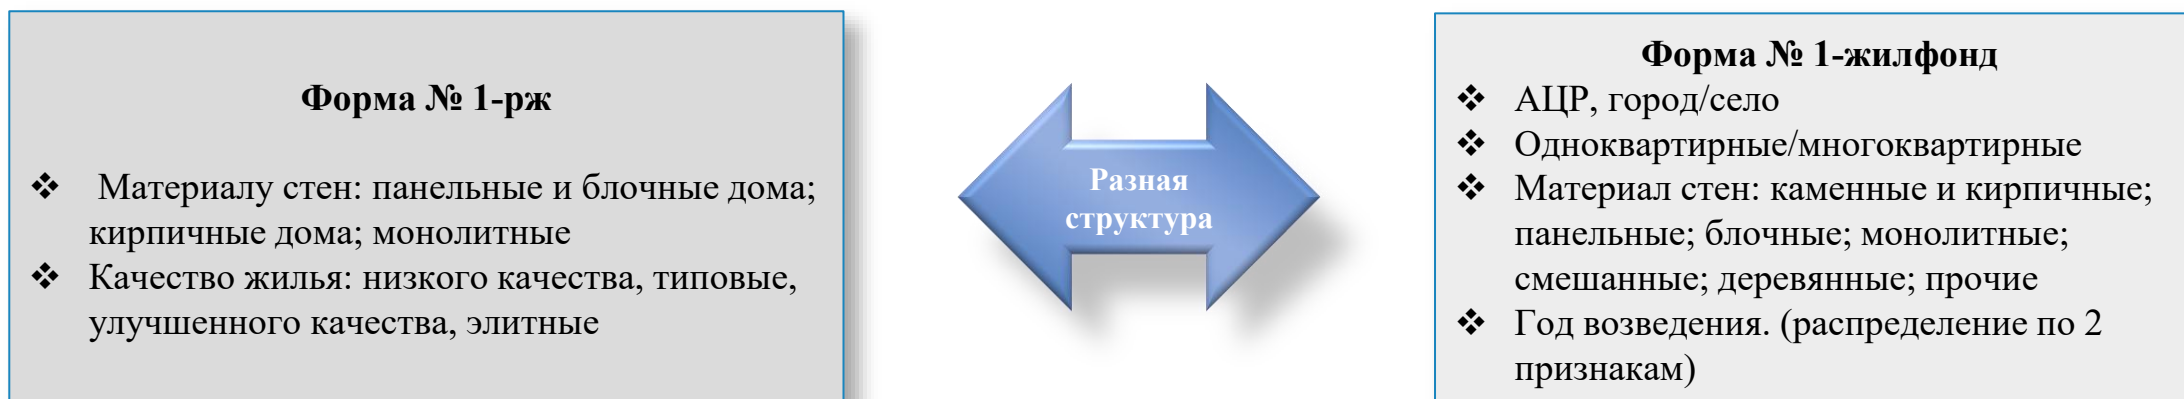 Форма № 1-рж
❖ Материалу стен: панельные и блочные дома;
кирпичные дома; монолитные
❖ Качество жилья: низкого качества, типовые,
улучшенного качества, элитные
Разная
структура
Форма № 1-жилфонд
❖ АЦР, город/село
❖ Одноквартирные/многоквартирные
❖ Материал стен: каменные и кирпичные;
панельные; блочные; монолитные;
смешанные; деревянные; прочие
❖ Год возведения. (распределение по 2
признакам)